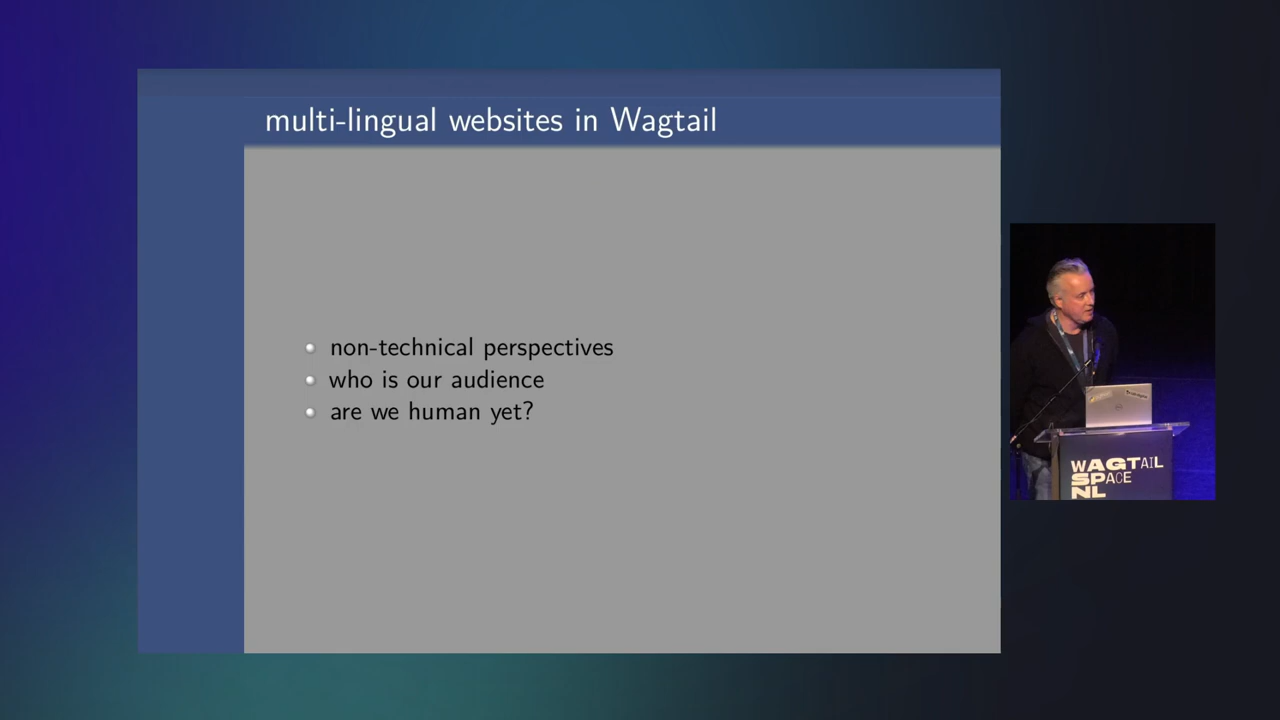 multi-lingual websites in Wagtail
non-technical perspectives
who is our audience
are we human yet?
WAGTAIL
SPACE
NL